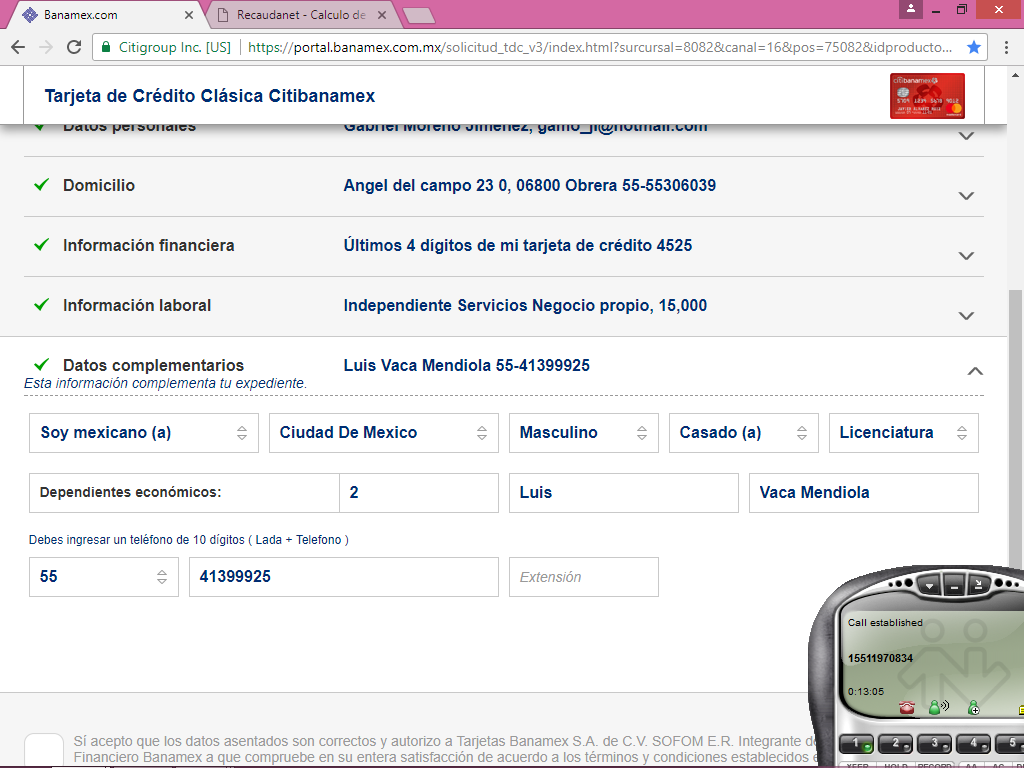 Banamex.com
Recaudanet - Calculo de
Citigroup Inc. [US]
https://portal.banamex.com.mx/solicitud_tdc_v3/index.html?sursursal=8082&canal=16&pos=75082&idproducto...
Tarjeta de Crédito Clásica Citibanamex
citibanamex
Datos personales Gabriel Moreno Jiménez, gamo_ji@hotmail.com
Domicilio Angel del campo 23 0, 06800 Obrera 55-55306039
Información financiera Últimos 4 dígitos de mi tarjeta de crédito 4525
Información laboral Independiente Servicios Negocio propio, 15,000
Datos complementarios Luis Vaca Mendiola 55-41399925
Esta información complementa tu expediente.
Soy mexicano (a) Ciudad De Mexico Masculino Casado (a) Licenciatura
Dependientes económicos: 2 Luis Vaca Mendiola
Debes ingresar un teléfono de 10 dígitos ( Lada + Telefono )
55 41399925 Extensión
Call established
15511970834
0:13:05
1 2 3 4 5
XFER HOLD RECORD AA AC
Sí acepto que los datos asentados son correctos y autorizo a Tarjetas Banamex S.A. de C.V. SOFOM E.R. Integrante
Financiero Banamex a que compruebe en su entera satisfacción de acuerdo a los términos y condiciones establecidos